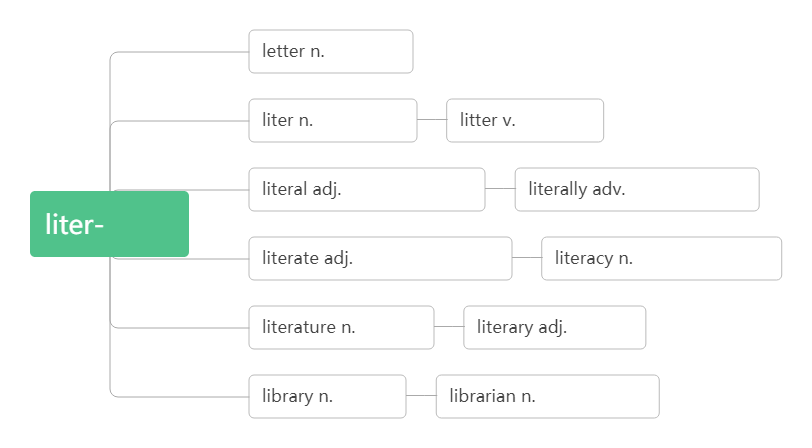 liter-
letter n.
liter n.
litter v.
literal adj.
literally adv.
literate adj.
literacy n.
literature n.
literary adj.
library n.
librarian n.